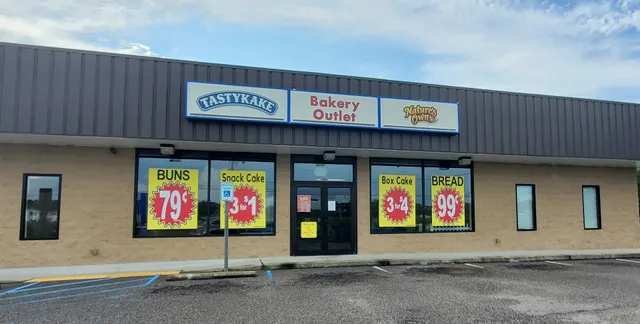 TASTYKAKE
Bakery
Outlet
Nature's
Own
BUNS
79¢
Snack Cake
3 for $1
Box Cake
3 for $4
BREAD
99¢